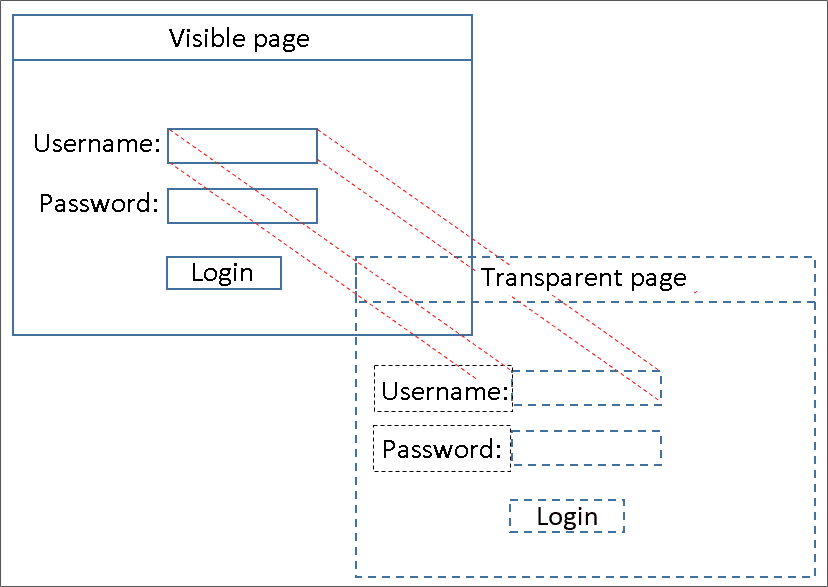 Visible page
Username:
Password:
Login
Transparent page
Username:
Password:
Login